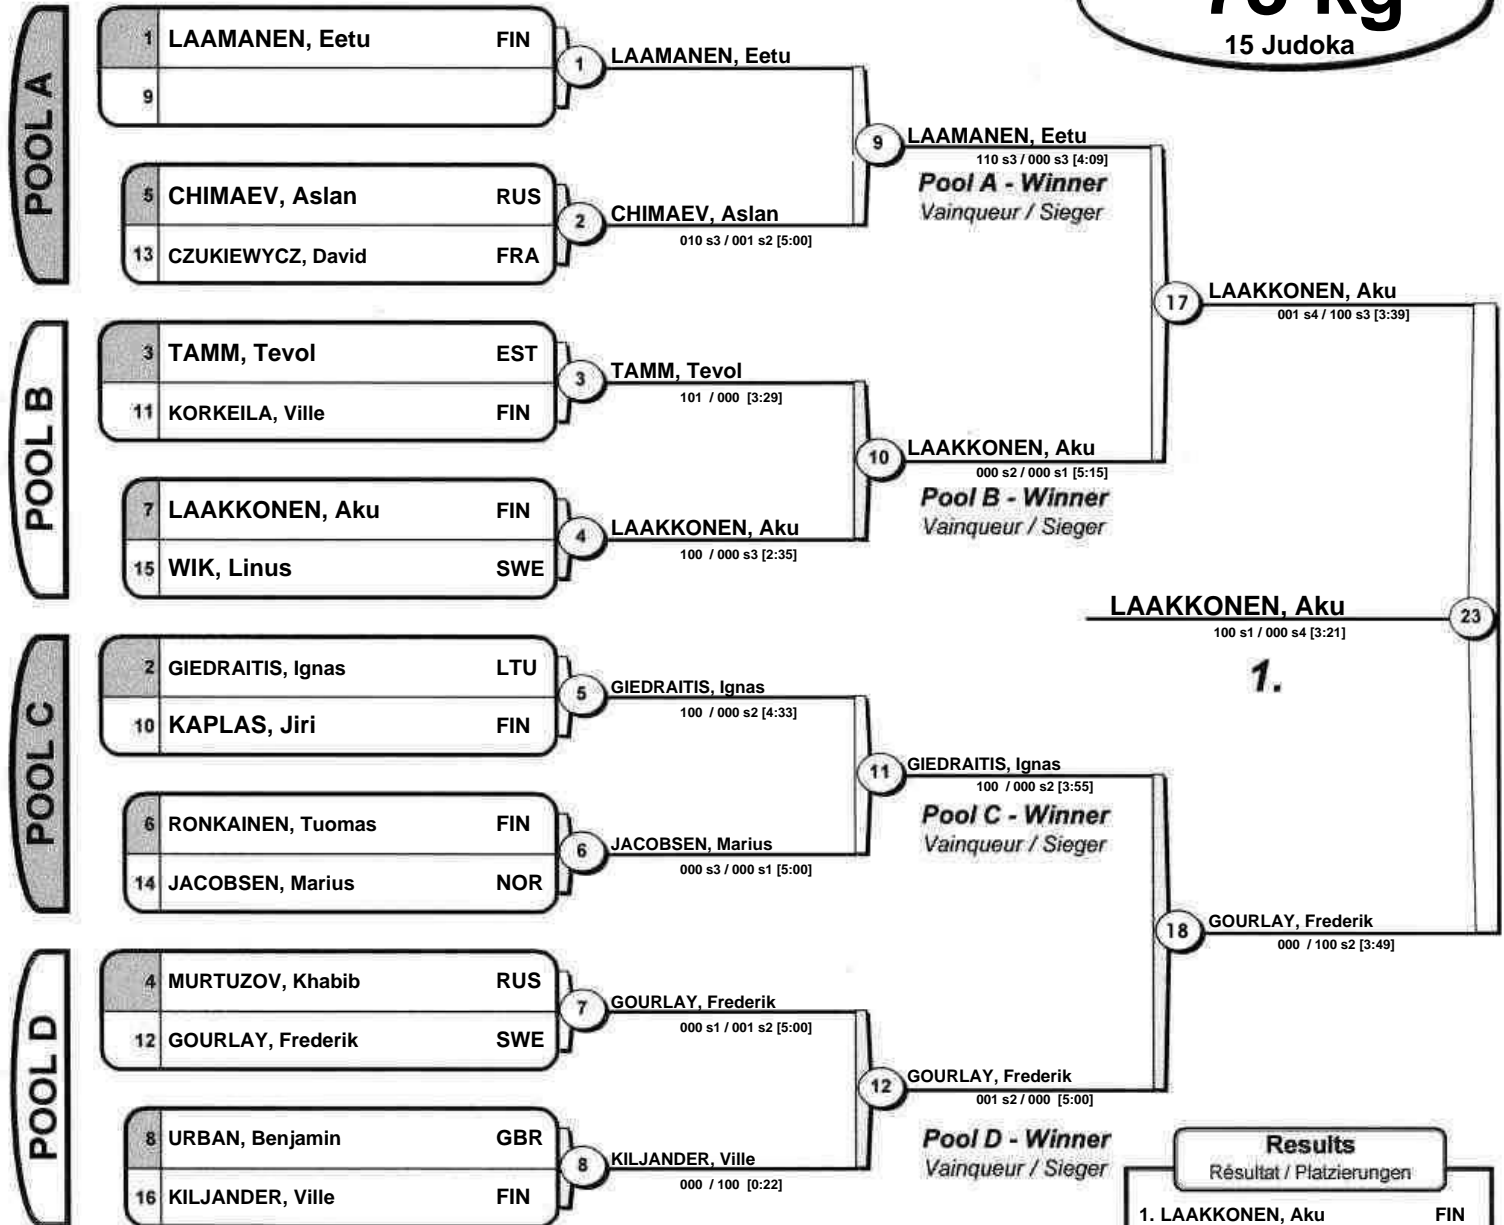 73 kg
15 Judoka
POOL A
1 LAAMANEN, Eetu FIN
9
1 LAAMANEN, Eetu
5 CHIMAEV, Aslan RUS
13 CZUKIEWYCZ, David FRA
2 CHIMAEV, Aslan
010 s3 / 001 s2 [5:00]
9 LAAMANEN, Eetu
110 s3 / 000 s3 [4:09]
Pool A - Winner
Vainqueur / Sieger
POOL B
3 TAMM, Tevol EST
11 KORKEILA, Ville FIN
3 TAMM, Tevol
101 / 000 [3:29]
7 LAAKKONEN, Aku FIN
15 WIK, Linus SWE
4 LAAKKONEN, Aku
100 / 000 s3 [2:35]
10 LAAKKONEN, Aku
000 s2 / 000 s1 [5:15]
Pool B - Winner
Vainqueur / Sieger
17 LAAKKONEN, Aku
001 s4 / 100 s3 [3:39]
LAAKKONEN, Aku 23
100 s1 / 000 s4 [3:21]
1.
POOL C
2 GIEDRAITIS, Ignas LTU
10 KAPLAS, Jiri FIN
5 GIEDRAITIS, Ignas
100 / 000 s2 [4:33]
6 RONKAINEN, Tuomas FIN
14 JACOBSEN, Marius NOR
6 JACOBSEN, Marius
000 s3 / 000 s1 [5:00]
11 GIEDRAITIS, Ignas
100 / 000 s2 [3:55]
Pool C - Winner
Vainqueur / Sieger
18 GOURLAY, Frederik
000 / 100 s2 [3:49]
POOL D
4 MURTUZOV, Khabib RUS
12 GOURLAY, Frederik SWE
7 GOURLAY, Frederik
000 s1 / 001 s2 [5:00]
8 URBAN, Benjamin GBR
16 KILJANDER, Ville FIN
8 KILJANDER, Ville
000 / 100 [0:22]
12 GOURLAY, Frederik
001 s2 / 000 [5:00]
Pool D - Winner
Vainqueur / Sieger
Results
Résultat / Platzierungen
1. LAAKKONEN, Aku FIN